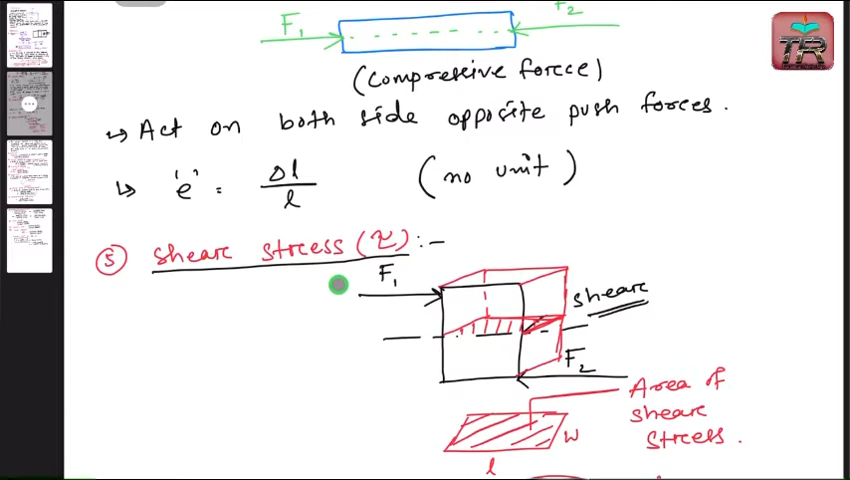 F₁ F₂
(Compressive force)
↳ Act on both side opposite push forces.
↳ 'e' = Δl/l (no unit)
⑤ Shear stress (τ) :-
F₁
shear
F₂
Area of
shear
stress.
w
l
TR